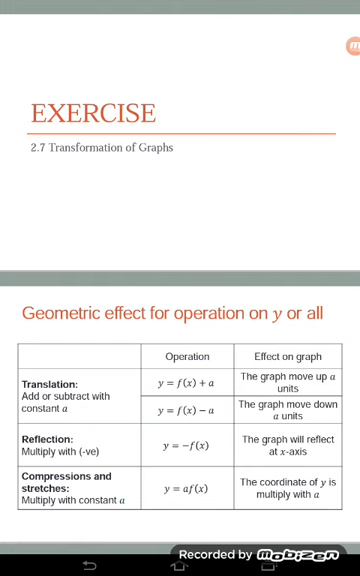 EXERCISE
2.7 Transformation of Graphs
Geometric effect for operation on y or all
Operation
Effect on graph
Translation:
Add or subtract with
constant a
y = f(x) + a
The graph move up a
units
y = f(x) − a
The graph move down
a units
Reflection:
Multiply with (-ve)
y = −f(x)
The graph will reflect
at x-axis
Compressions and
stretches:
Multiply with constant a
y = af(x)
The coordinate of y is
multiply with a
Recorded by mobizen